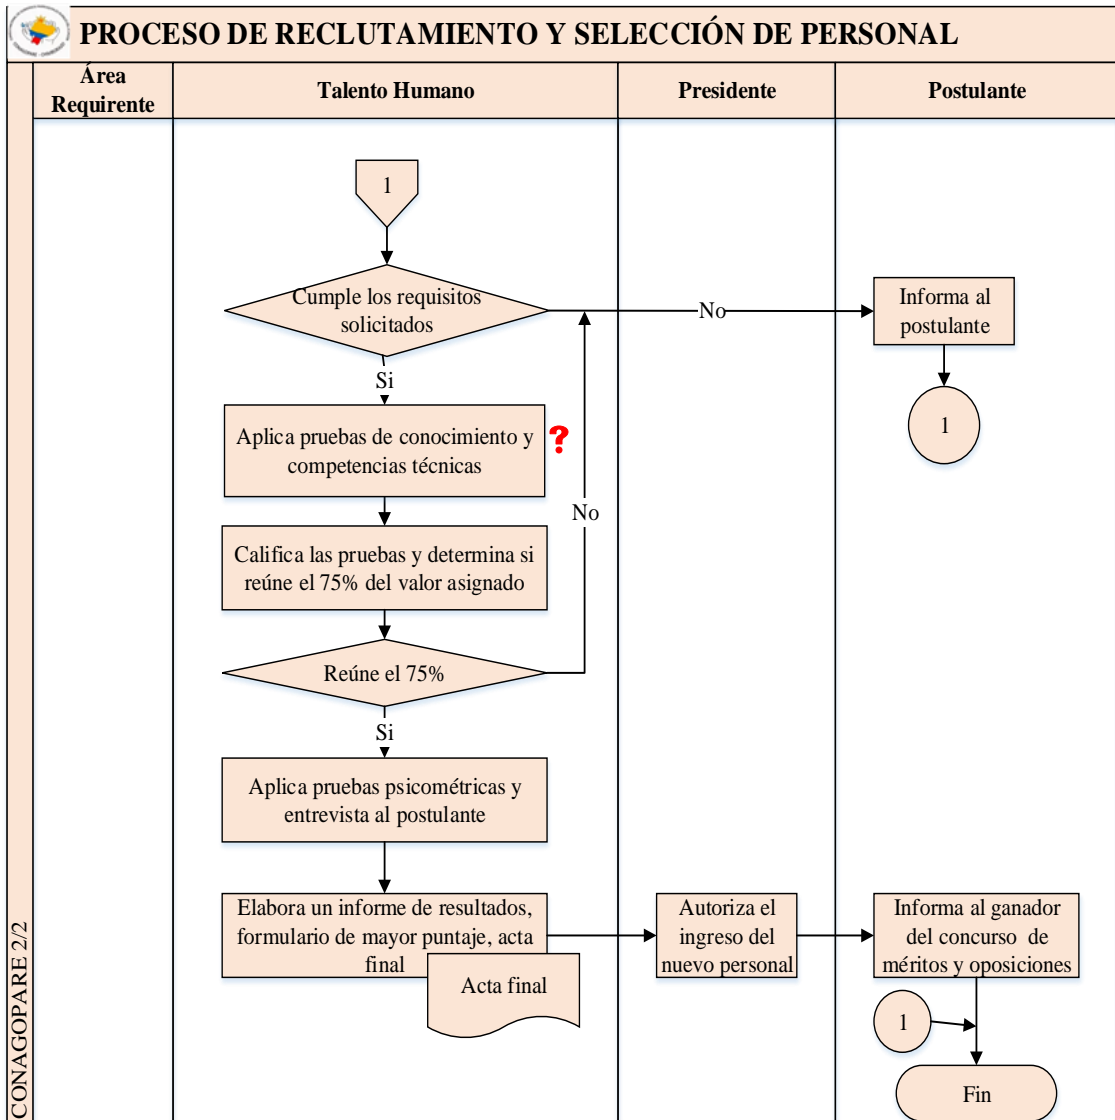 PROCESO DE RECLUTAMIENTO Y SELECCIÓN DE PERSONAL
Área
Requirente
Talento Humano
Presidente
Postulante
1
Cumple los requisitos
solicitados
No
Informa al
postulante
Si
1
Aplica pruebas de conocimiento y
competencias técnicas
?
No
Califica las pruebas y determina si
reúne el 75% del valor asignado
Reúne el 75%
Si
Aplica pruebas psicométricas y
entrevista al postulante
Elabora un informe de resultados,
formulario de mayor puntaje, acta
final
Acta final
Autoriza el
ingreso del
nuevo personal
Informa al ganador
del concurso de
méritos y oposiciones
1
Fin
CONAGOPARE 2/2